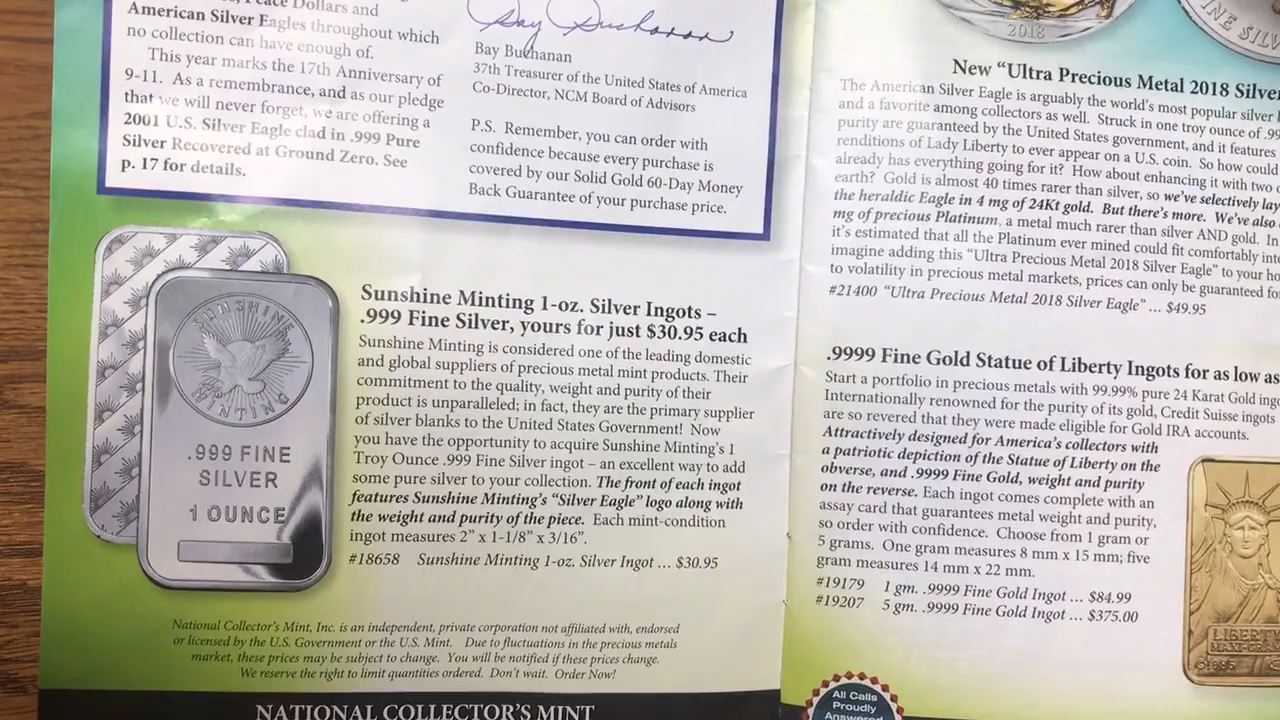 Peace Dollars and
American Silver Eagles throughout which
no collection can have enough of.
This year marks the 17th Anniversary of
9-11. As a remembrance, and as our pledge
that we will never forget, we are offering a
2001 U.S. Silver Eagle clad in .999 Pure
Silver Recovered at Ground Zero. See
p. 17 for details.
Bay Buchanan
Bay Buchanan
37th Treasurer of the United States of America
Co-Director, NCM Board of Advisors
P.S. Remember, you can order with
confidence because every purchase is
covered by our Solid Gold 60-Day Money
Back Guarantee of your purchase price.
SUNSHINE
MINTING
.999 FINE
SILVER
1 OUNCE
Sunshine Minting 1-oz. Silver Ingots –
.999 Fine Silver, yours for just $30.95 each
Sunshine Minting is considered one of the leading domestic
and global suppliers of precious metal mint products. Their
commitment to the quality, weight and purity of their
product is unparalleled; in fact, they are the primary supplier
of silver blanks to the United States Government! Now
you have the opportunity to acquire Sunshine Minting's 1
Troy Ounce .999 Fine Silver ingot – an excellent way to add
some pure silver to your collection. The front of each ingot
features Sunshine Minting's "Silver Eagle" logo along with
the weight and purity of the piece. Each mint-condition
ingot measures 2" x 1-1/8" x 3/16".
#18658 Sunshine Minting 1-oz. Silver Ingot ... $30.95
National Collector's Mint, Inc. is an independent, private corporation not affiliated with, endorsed
or licensed by the U.S. Government or the U.S. Mint. Due to fluctuations in the precious metals
market, these prices may be subject to change. You will be notified if these prices change.
We reserve the right to limit quantities ordered. Don't wait. Order Now!
NATIONAL COLLECTOR'S MINT
2018
FINE SILV
New "Ultra Precious Metal 2018 Silver
The American Silver Eagle is arguably the world's most popular silver
and a favorite among collectors as well. Struck in one troy ounce of .99
purity are guaranteed by the United States government, and it features
renditions of Lady Liberty to ever appear on a U.S. coin. So how could
already has everything going for it? How about enhancing it with two
earth? Gold is almost 40 times rarer than silver, so we've selectively lay
the heraldic Eagle in 4 mg of 24Kt gold. But there's more. We've also
mg of precious Platinum, a metal much rarer than silver AND gold. In
it's estimated that all the Platinum ever mined could fit comfortably int
imagine adding this "Ultra Precious Metal 2018 Silver Eagle" to your
to volatility in precious metal markets, prices can only be guaranteed
#21400 "Ultra Precious Metal 2018 Silver Eagle" ... $49.95
.9999 Fine Gold Statue of Liberty Ingots for as low as
Start a portfolio in precious metals with 99.99% pure 24 Karat Gold
Internationally renowned for the purity of its gold, Credit Suisse ingots
are so revered that they were made eligible for Gold IRA accounts.
Attractively designed for America's collectors with
a patriotic depiction of the Statue of Liberty on the
obverse, and .9999 Fine Gold, weight and purity
on the reverse. Each ingot comes complete with an
assay card that guarantees metal weight and purity,
so order with confidence. Choose from 1 gram or
5 grams. One gram measures 8 mm x 15 mm; five
gram measures 14 mm x 22 mm.
#19179 1 gm. .9999 Fine Gold Ingot ... $84.99
#19207 5 gm. .9999 Fine Gold Ingot ... $375.00
LIBERTY
All Calls
Proudly
Answered